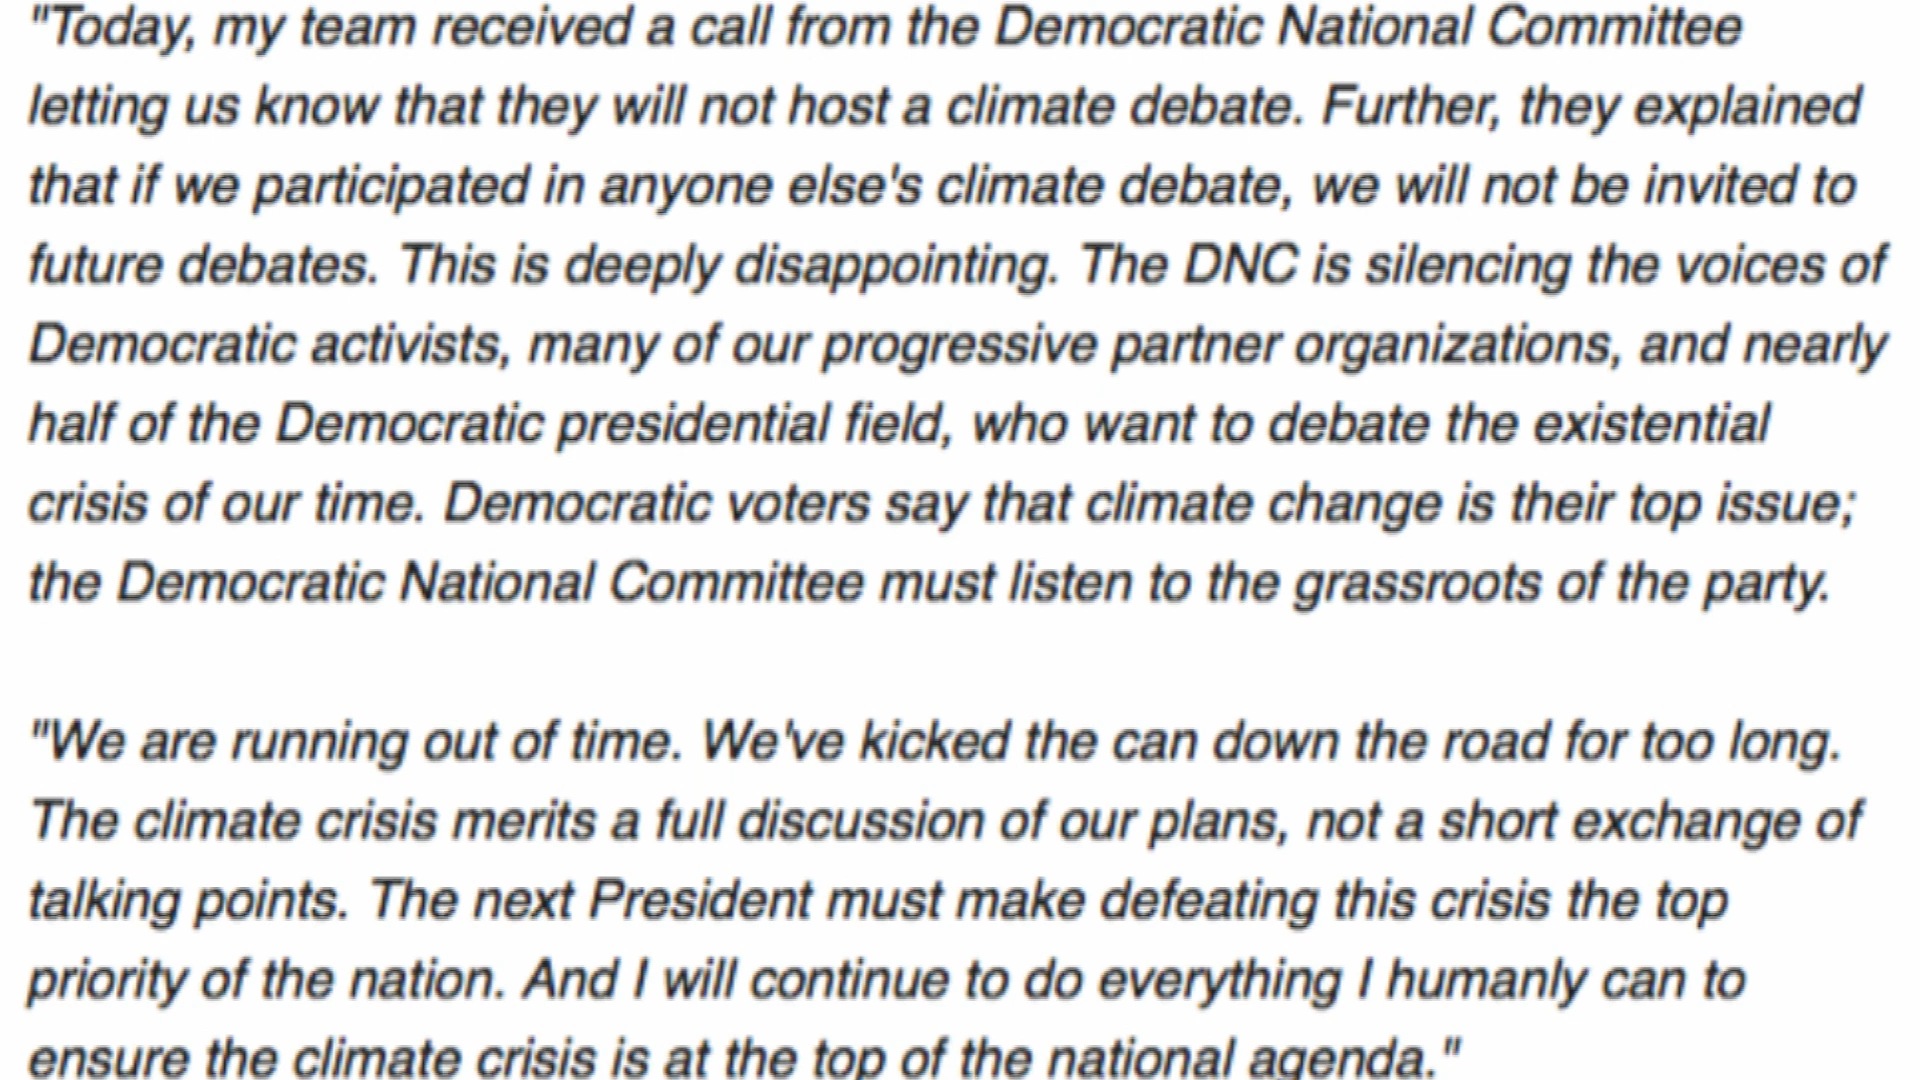 "Today, my team received a call from the Democratic National Committee
letting us know that they will not host a climate debate. Further, they explained
that if we participated in anyone else's climate debate, we will not be invited to
future debates. This is deeply disappointing. The DNC is silencing the voices of
Democratic activists, many of our progressive partner organizations, and nearly
half of the Democratic presidential field, who want to debate the existential
crisis of our time. Democratic voters say that climate change is their top issue;
the Democratic National Committee must listen to the grassroots of the party.
"We are running out of time. We've kicked the can down the road for too long.
The climate crisis merits a full discussion of our plans, not a short exchange of
talking points. The next President must make defeating this crisis the top
priority of the nation. And I will continue to do everything I humanly can to
ensure the climate crisis is at the top of the national agenda."